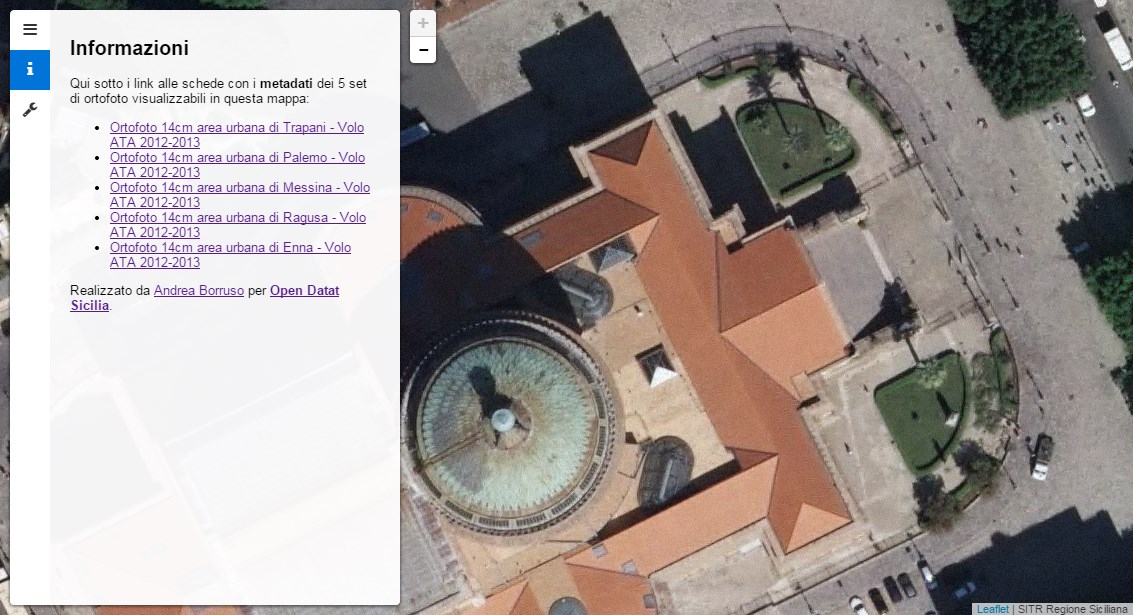 Informazioni
Qui sotto i link alle schede con i metadati dei 5 set
di ortofoto visualizzabili in questa mappa:
Ortofoto 14cm area urbana di Trapani - Volo
ATA 2012-2013
Ortofoto 14cm area urbana di Palemo - Volo
ATA 2012-2013
Ortofoto 14cm area urbana di Messina - Volo
ATA 2012-2013
Ortofoto 14cm area urbana di Ragusa - Volo
ATA 2012-2013
Ortofoto 14cm area urbana di Enna - Volo
ATA 2012-2013
Realizzato da Andrea Borruso per Open Datat
Sicilia.
Leaflet | SITR Regione Siciliana